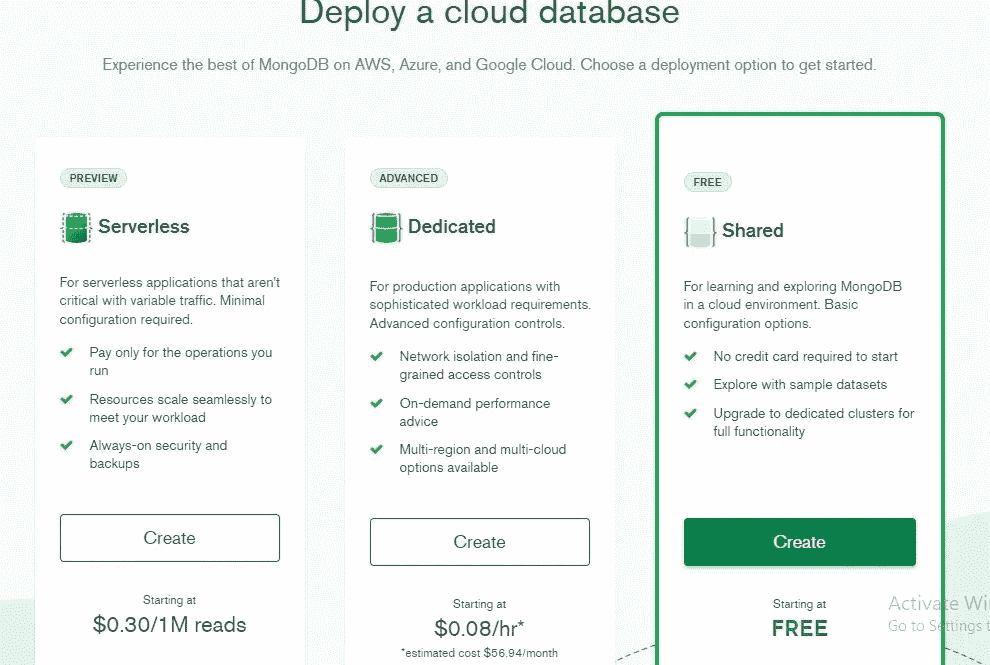 Deploy a cloud database
Experience the best of MongoDB on AWS, Azure, and Google Cloud. Choose a deployment option to get started.
PREVIEW
Serverless
For serverless applications that aren't
critical with variable traffic. Minimal
configuration required.
Pay only for the operations you
run
Resources scale seamlessly to
meet your workload
Always-on security and
backups
Create
Starting at
$0.30/1M reads
ADVANCED
Dedicated
For production applications with
sophisticated workload requirements.
Advanced configuration controls.
Network isolation and fine-
grained access controls
On-demand performance
advice
Multi-region and multi-cloud
options available
Create
Starting at
$0.08/hr*
*estimated cost $56.94/month
FREE
Shared
For learning and exploring MongoDB
in a cloud environment. Basic
configuration options.
No credit card required to start
Explore with sample datasets
Upgrade to dedicated clusters for
full functionality
Create
Starting at
FREE
Activate Wi
Go to Settings t